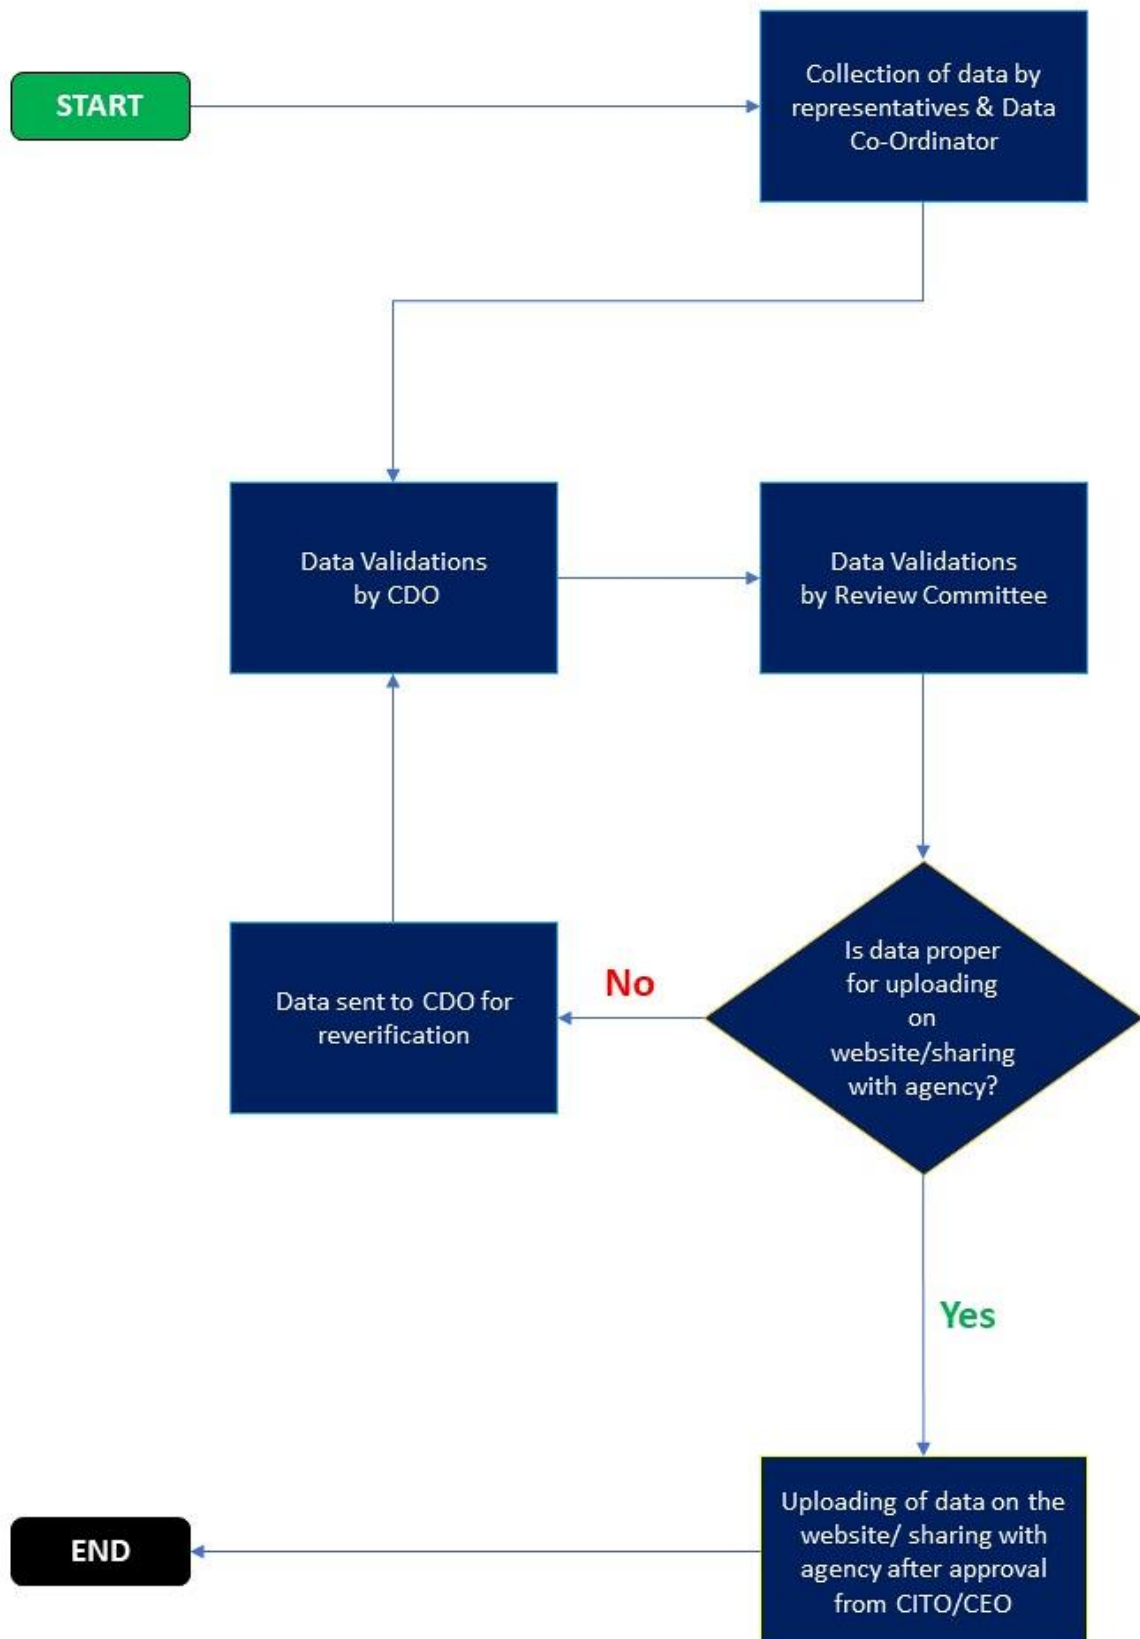 START
Collection of data by
representatives & Data
Co-Ordinator
Data Validations
by CDO
Data Validations
by Review Committee
Is data proper
for uploading
on
website/sharing
with agency?
No
Data sent to CDO for
reverification
Yes
Uploading of data on the
website/ sharing with
agency after approval
from CITO/CEO
END